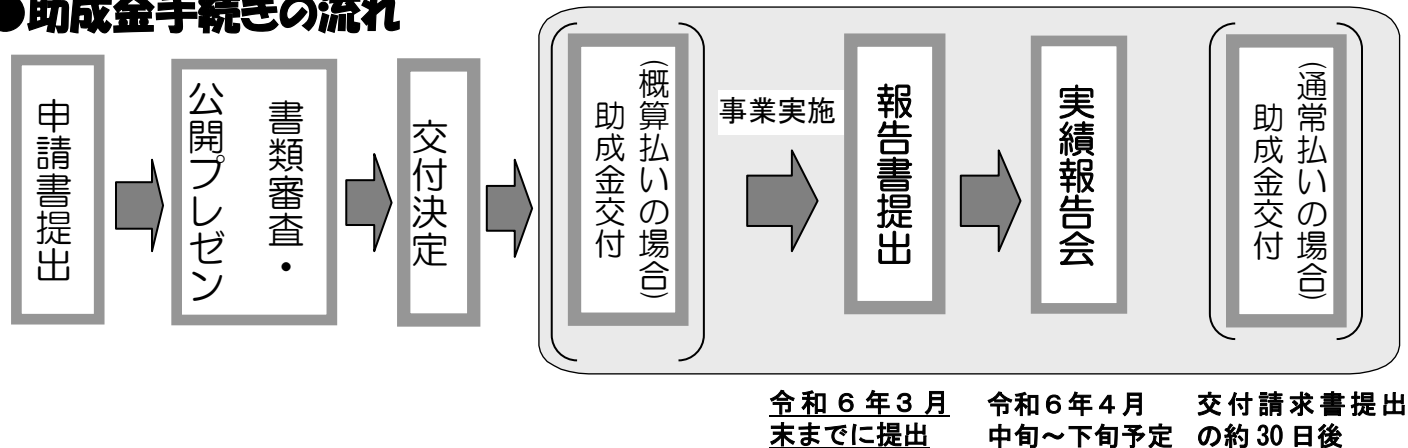 ●助成金手続きの流れ
申請書提出
書類審査・
公開プレゼン
交付決定
（概算払いの場合）
助成金交付
事業実施
報告書提出
実績報告会
（通常払いの場合）
助成金交付
令和６年３月
末までに提出
令和６年４月
中旬～下旬予定
交付請求書提出
の約30日後